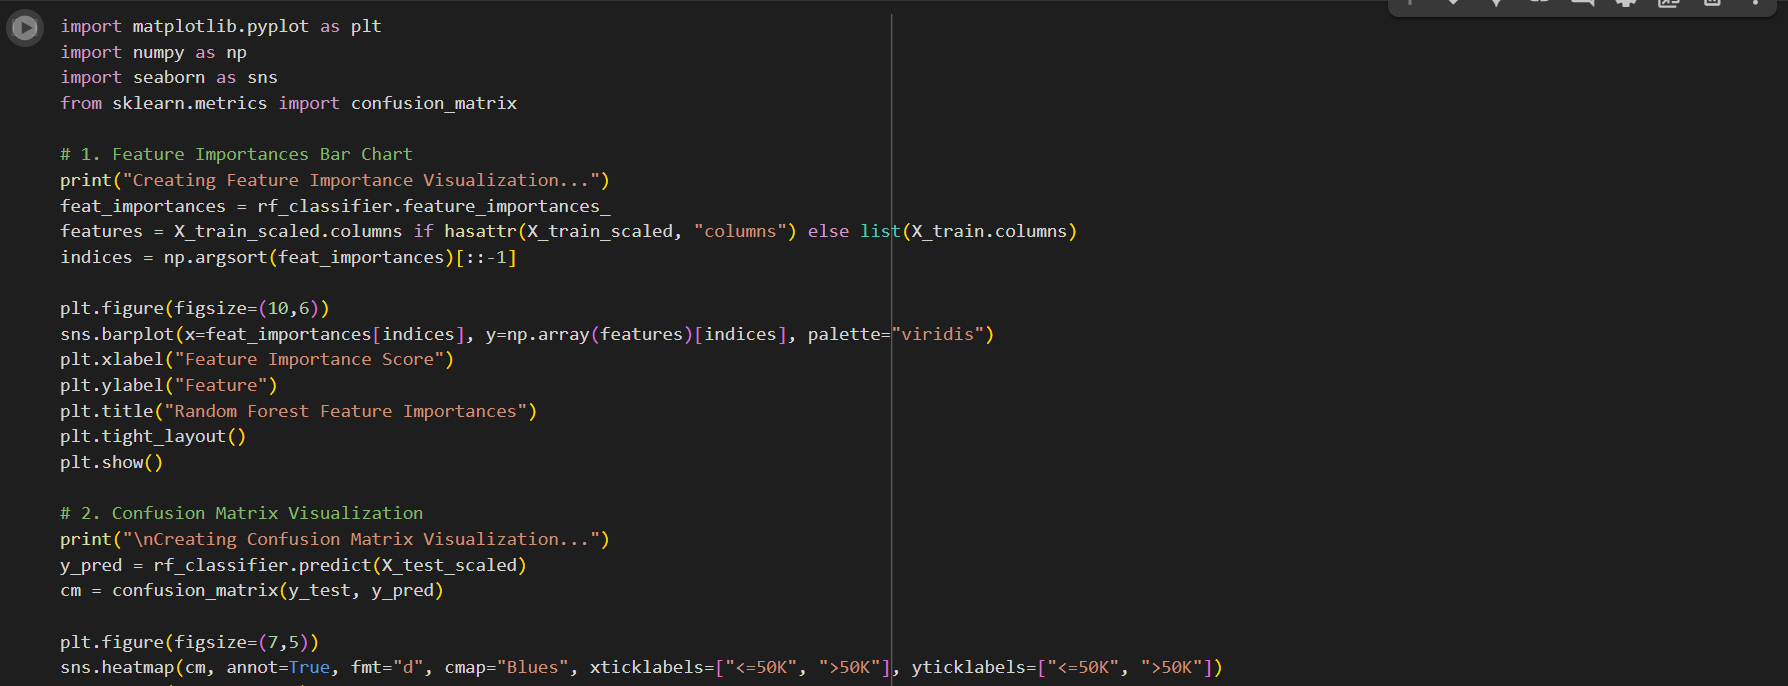 import matplotlib.pyplot as plt
import numpy as np
import seaborn as sns
from sklearn.metrics import confusion_matrix
# 1. Feature Importances Bar Chart
print("Creating Feature Importance Visualization...")
feat_importances = rf_classifier.feature_importances_
features = X_train_scaled.columns if hasattr(X_train_scaled, "columns") else list(X_train.columns)
indices = np.argsort(feat_importances)[::-1]
plt.figure(figsize=(10,6))
sns.barplot(x=feat_importances[indices], y=np.array(features)[indices], palette="viridis")
plt.xlabel("Feature Importance Score")
plt.ylabel("Feature")
plt.title("Random Forest Feature Importances")
plt.tight_layout()
plt.show()
# 2. Confusion Matrix Visualization
print("\nCreating Confusion Matrix Visualization...")
y_pred = rf_classifier.predict(X_test_scaled)
cm = confusion_matrix(y_test, y_pred)
plt.figure(figsize=(7,5))
sns.heatmap(cm, annot=True, fmt="d", cmap="Blues", xticklabels=["<=50K", ">50K"], yticklabels=["<=50K", ">50K"])